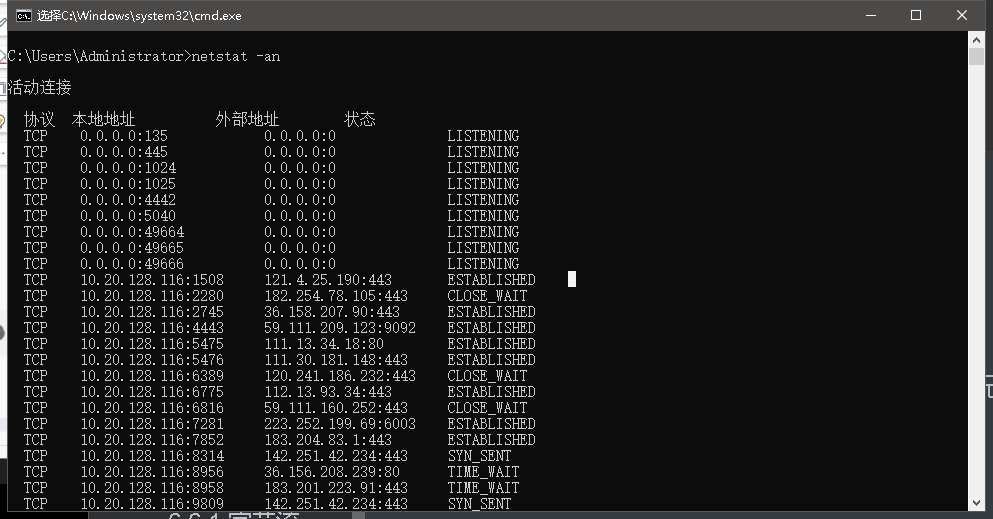 选择C:\Windows\system32\cmd.exe
C:\Users\Administrator>netstat -an
活动连接
协议 本地地址 外部地址 状态
TCP 0.0.0.0:135 0.0.0.0:0 LISTENING
TCP 0.0.0.0:445 0.0.0.0:0 LISTENING
TCP 0.0.0.0:1024 0.0.0.0:0 LISTENING
TCP 0.0.0.0:1025 0.0.0.0:0 LISTENING
TCP 0.0.0.0:4442 0.0.0.0:0 LISTENING
TCP 0.0.0.0:5040 0.0.0.0:0 LISTENING
TCP 0.0.0.0:49664 0.0.0.0:0 LISTENING
TCP 0.0.0.0:49665 0.0.0.0:0 LISTENING
TCP 0.0.0.0:49666 0.0.0.0:0 LISTENING
TCP 10.20.128.116:1508 121.4.25.190:443 ESTABLISHED
TCP 10.20.128.116:2280 182.254.78.105:443 CLOSE_WAIT
TCP 10.20.128.116:2745 36.158.207.90:443 ESTABLISHED
TCP 10.20.128.116:4443 59.111.209.123:9092 ESTABLISHED
TCP 10.20.128.116:5475 111.13.34.18:80 ESTABLISHED
TCP 10.20.128.116:5476 111.30.181.148:443 ESTABLISHED
TCP 10.20.128.116:6389 120.241.186.232:443 CLOSE_WAIT
TCP 10.20.128.116:6775 112.13.93.34:443 ESTABLISHED
TCP 10.20.128.116:6816 59.111.160.252:443 CLOSE_WAIT
TCP 10.20.128.116:7281 223.252.199.69:6003 ESTABLISHED
TCP 10.20.128.116:7852 183.204.83.1:443 ESTABLISHED
TCP 10.20.128.116:8314 142.251.42.234:443 SYN_SENT
TCP 10.20.128.116:8956 36.156.208.239:80 TIME_WAIT
TCP 10.20.128.116:8958 183.201.223.91:443 TIME_WAIT
TCP 10.20.128.116:9809 142.251.42.234:443 SYN_SENT